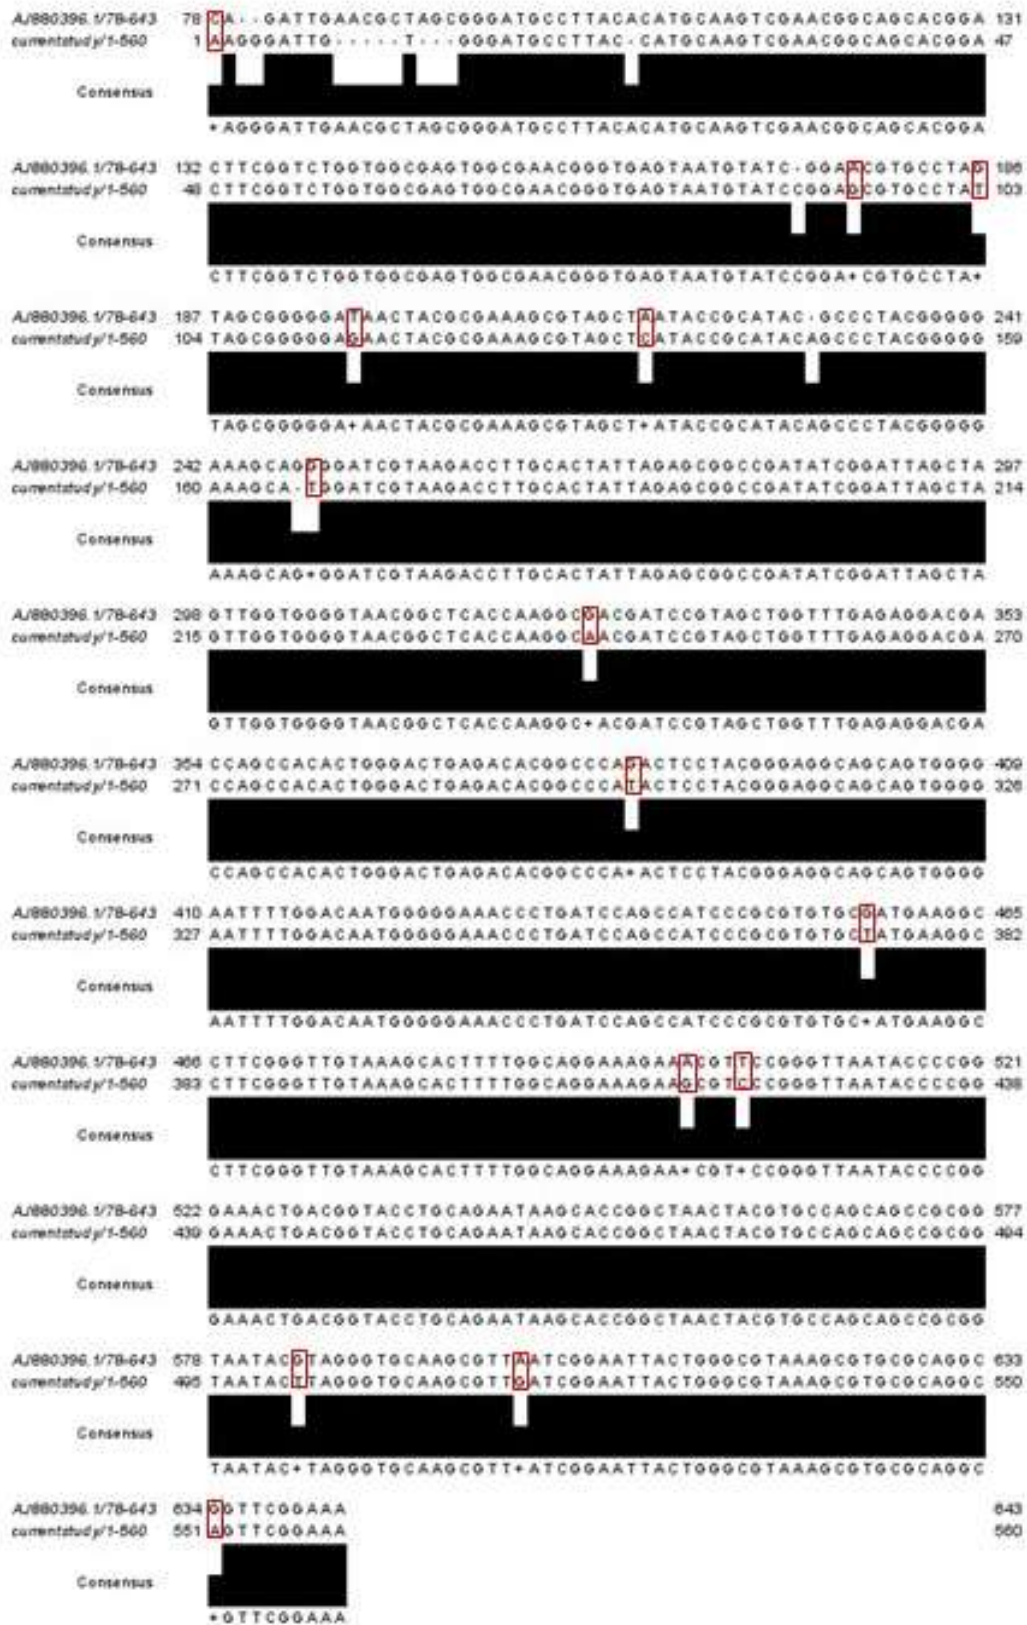 AJ880396.1/78-643 78 CA··GATTGAACGCTAGCGGGATGCCTTACACATGCAAGTCGAACGGCAGCACGGA 131
currentstudy/1-560 1 AAGGGATTG·····T···GGGATGCCTTAC·CATGCAAGTCGAACGGCAGCACGGA 47
Consensus
+AGGGATTGAACGCTAGCGGGATGCCTTACACATGCAAGTCGAACGGCAGCACGGA
AJ880396.1/78-643 132 CTTCGGTCTGGTGGCGAGTGGCGAACGGGTGAGTAATGTATC·GGAACGTGCCTAG 186
currentstudy/1-560 48 CTTCGGTCTGGTGGCGAGTGGCGAACGGGTGAGTAATGTATCCGGAGCGTGCCTAT 103
Consensus
CTTCGGTCTGGTGGCGAGTGGCGAACGGGTGAGTAATGTATCCGGA+CGTGCCTA+
AJ880396.1/78-643 187 TAGCGGGGGATAACTACGCGAAAGCGTAGCTAATACCGCATAC·GCCCTACGGGGG 241
currentstudy/1-560 104 TAGCGGGGGAGAACTACGCGAAAGCGTAGCTCATACCGCATACAGCCCTACGGGGG 159
Consensus
TAGCGGGGGA+AACTACGCGAAAGCGTAGCT+ATACCGCATACAGCCCTACGGGGG
AJ880396.1/78-643 242 AAAGCAGGGGATCGTAAGACCTTGCACTATTAGAGCGGCCGATATCGGATTAGCTA 297
currentstudy/1-560 160 AAAGCA·TGGATCGTAAGACCTTGCACTATTAGAGCGGCCGATATCGGATTAGCTA 214
Consensus
AAAGCAG+GGATCGTAAGACCTTGCACTATTAGAGCGGCCGATATCGGATTAGCTA
AJ880396.1/78-643 298 GTTGGTGGGGTAACGGCTCACCAAGGCGACGATCCGTAGCTGGTTTGAGAGGACGA 353
currentstudy/1-560 215 GTTGGTGGGGTAACGGCTCACCAAGGCAACGATCCGTAGCTGGTTTGAGAGGACGA 270
Consensus
GTTGGTGGGGTAACGGCTCACCAAGGC+ACGATCCGTAGCTGGTTTGAGAGGACGA
AJ880396.1/78-643 354 CCAGCCACACTGGGACTGAGACACGGCCCAGACTCCTACGGGAGGCAGCAGTGGGG 409
currentstudy/1-560 271 CCAGCCACACTGGGACTGAGACACGGCCCATACTCCTACGGGAGGCAGCAGTGGGG 326
Consensus
CCAGCCACACTGGGACTGAGACACGGCCCA+ACTCCTACGGGAGGCAGCAGTGGGG
AJ880396.1/78-643 410 AATTTTGGACAATGGGGGAAACCCTGATCCAGCCATCCCGCGTGTGCGATGAAGGC 465
currentstudy/1-560 327 AATTTTGGACAATGGGGGAAACCCTGATCCAGCCATCCCGCGTGTGCTATGAAGGC 382
Consensus
AATTTTGGACAATGGGGGAAACCCTGATCCAGCCATCCCGCGTGTGC+ATGAAGGC
AJ880396.1/78-643 466 CTTCGGGTTGTAAAGCACTTTTGGCAGGAAAGAAACGTTCCGGGTTAATACCCCGG 521
currentstudy/1-560 383 CTTCGGGTTGTAAAGCACTTTTGGCAGGAAAGAAGCGTCCCGGGTTAATACCCCGG 438
Consensus
CTTCGGGTTGTAAAGCACTTTTGGCAGGAAAGAA+CGT+CCGGGTTAATACCCCGG
AJ880396.1/78-643 522 GAAACTGACGGTACCTGCAGAATAAGCACCGGCTAACTACGTGCCAGCAGCCGCGG 577
currentstudy/1-560 439 GAAACTGACGGTACCTGCAGAATAAGCACCGGCTAACTACGTGCCAGCAGCCGCGG 494
Consensus
GAAACTGACGGTACCTGCAGAATAAGCACCGGCTAACTACGTGCCAGCAGCCGCGG
AJ880396.1/78-643 578 TAATACGTAGGGTGCAAGCGTTAATCGGAATTACTGGGCGTAAAGCGTGCGCAGGC 633
currentstudy/1-560 495 TAATACTTAGGGTGCAAGCGTTGATCGGAATTACTGGGCGTAAAGCGTGCGCAGGC 550
Consensus
TAATAC+TAGGGTGCAAGCGTT+ATCGGAATTACTGGGCGTAAAGCGTGCGCAGGC
AJ880396.1/78-643 634 GGTTCGGAAA 643
currentstudy/1-560 551 AGTTCGGAAA 560
Consensus
+GTTCGGAAA